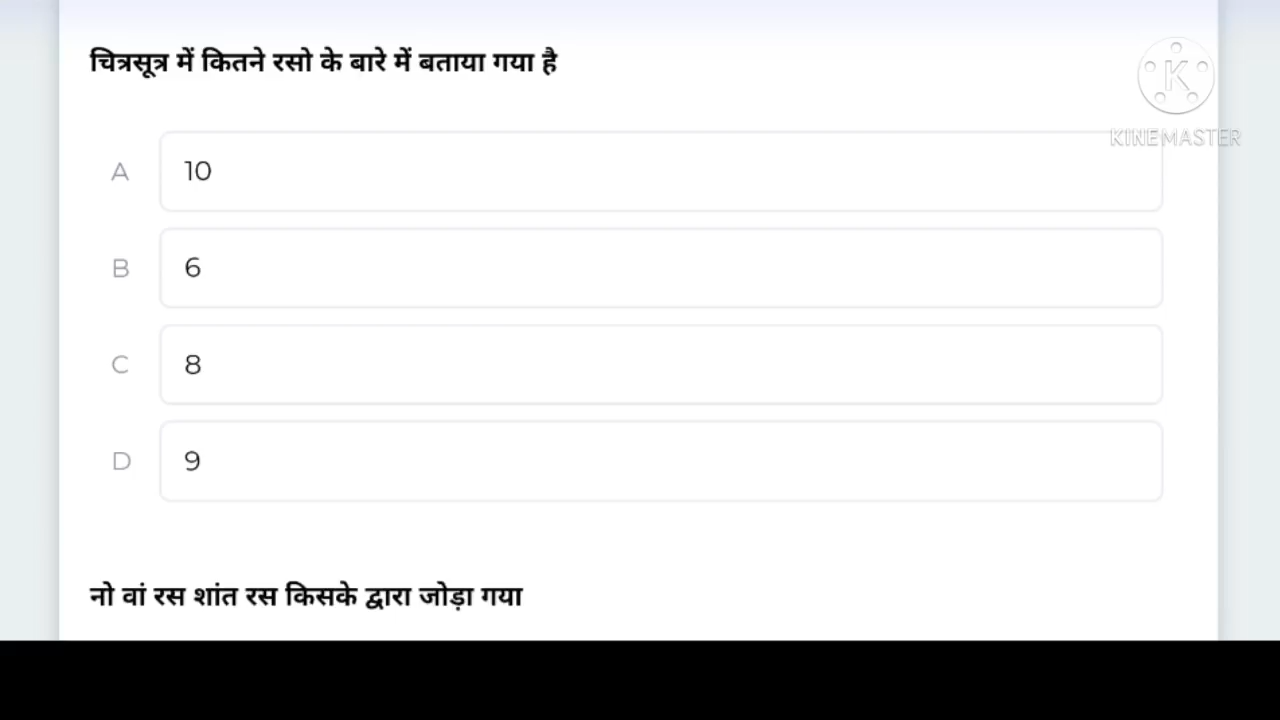 चित्रसूत्र में कितने रसो के बारे में बताया गया है
K
KINEMASTER
A 10
B 6
C 8
D 9
नो वां रस शांत रस किसके द्वारा जोड़ा गया